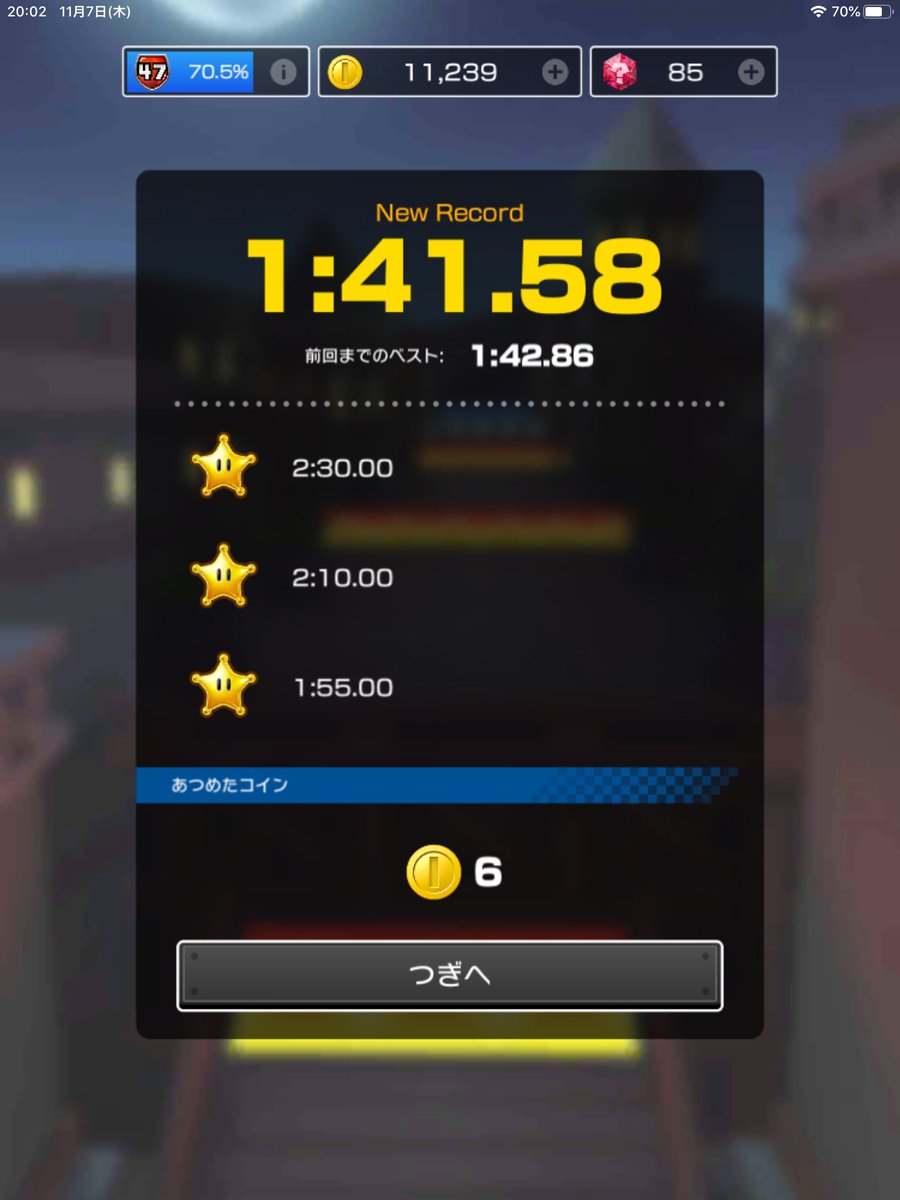 20:02 11月7日(木) 70%
47 70.5% i 11,239 + ? 85 +
New Record
1:41.58
前回までのベスト: 1:42.86
2:30.00
2:10.00
1:55.00
あつめたコイン
6
つぎへ